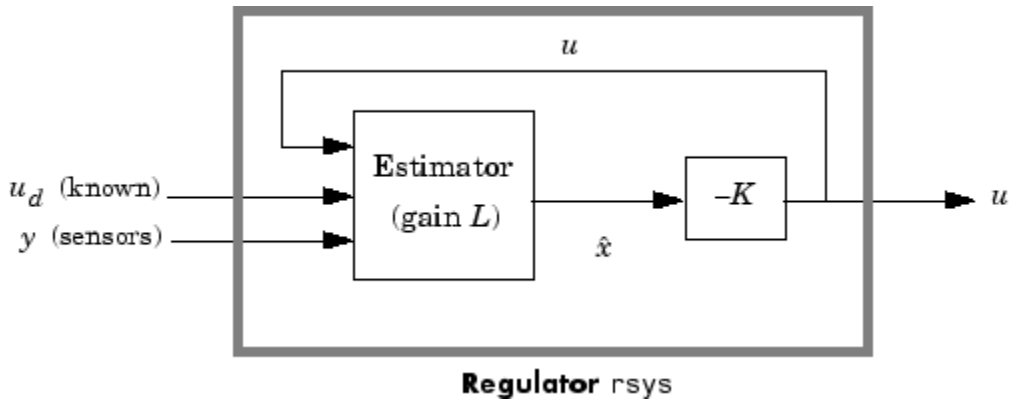 u
Estimator
(gain L)
u_d (known)
y (sensors)
–K
x̂
u
Regulator rsys